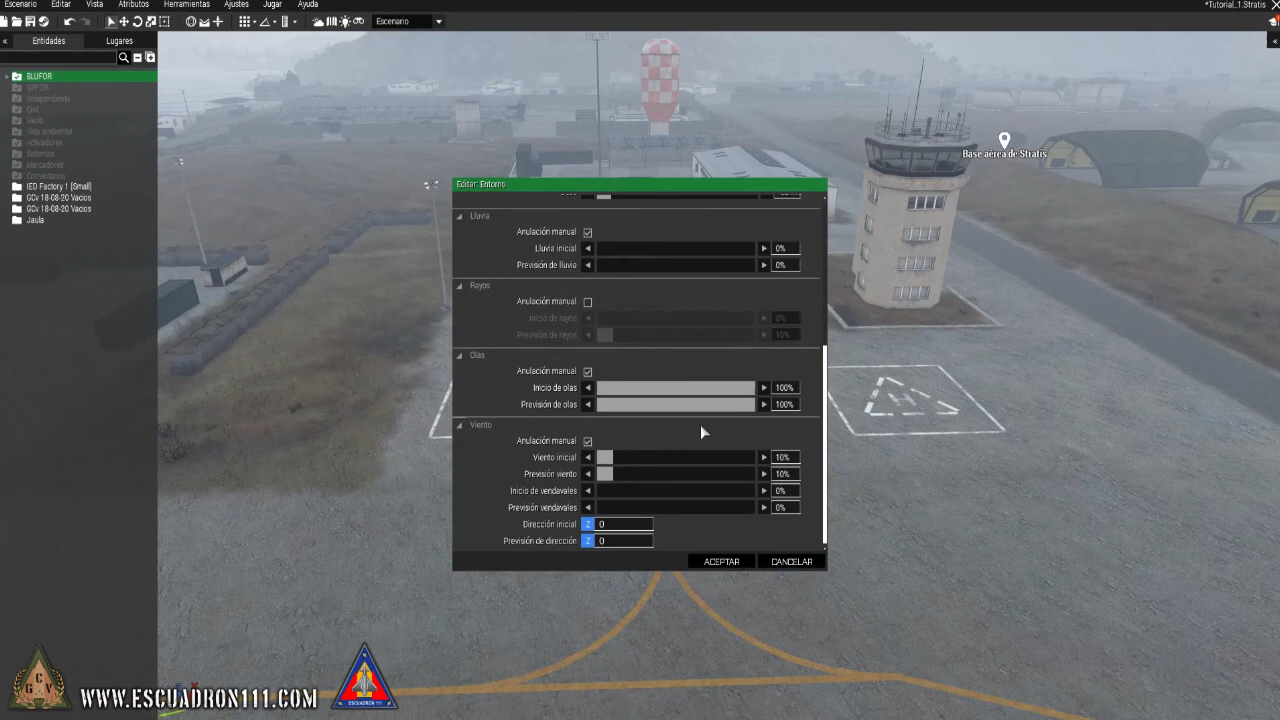 Escenario Editar Vista Atributos Herramientas Ajustes Jugar Ayuda *Tutorial_1.Stratis
Escenario
Entidades Lugares
BLUFOR
OPFOR
Independiente
Civil
Vacío
Vida ambiental
Activadores
Sistemas
Marcadores
Comentarios
IED Factory 1 [Small]
GCv 18-08-20 Vacios
GCv 18-08-20 Vacios
Jaula
Base aérea de Stratis
Editar: Entorno
Lluvia
Anulación manual
Lluvia inicial 0%
Previsión de lluvia 0%
Rayos
Anulación manual
Inicio de rayos 0%
Previsión de rayos 10%
Olas
Anulación manual
Inicio de olas 100%
Previsión de olas 100%
Viento
Anulación manual
Viento inicial 10%
Previsión viento 10%
Inicio de vendavales 0%
Previsión vendavales 0%
Dirección inicial Z 0
Previsión de dirección Z 0
ACEPTAR CANCELAR
H
G C V
WWW.ESCUADRON111.COM
ESCUADRÓN 111